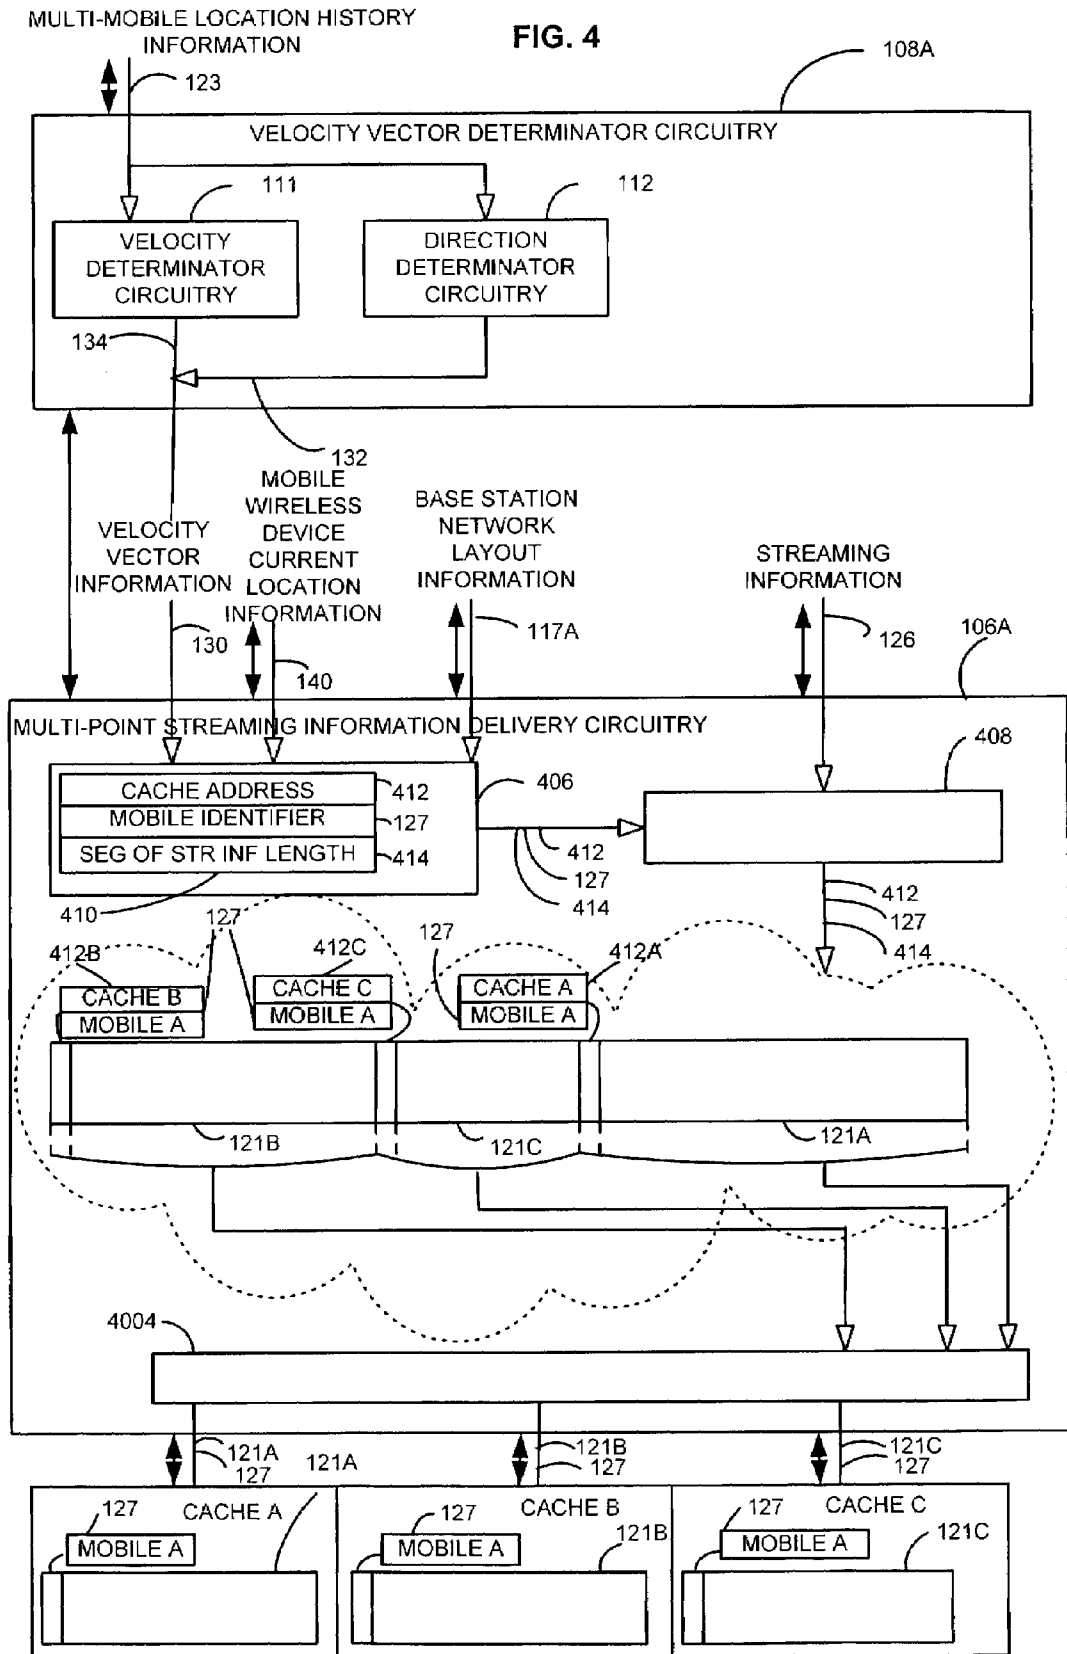 MULTI-MOBILE LOCATION HISTORY
INFORMATION
FIG. 4
108A
123
VELOCITY VECTOR DETERMINATOR CIRCUITRY
111
112
VELOCITY
DETERMINATOR
CIRCUITRY
DIRECTION
DETERMINATOR
CIRCUITRY
134
132
VELOCITY
VECTOR
INFORMATION
MOBILE
WIRELESS
DEVICE
CURRENT
LOCATION
INFORMATION
BASE STATION
NETWORK
LAYOUT
INFORMATION
STREAMING
INFORMATION
130
140
117A
126
106A
MULTI-POINT STREAMING INFORMATION DELIVERY CIRCUITRY
408
CACHE ADDRESS
MOBILE IDENTIFIER
SEG OF STR INF LENGTH
412
127
414
406
412
127
414
410
412
127
414
127
412B
CACHE B
MOBILE A
412C
CACHE C
MOBILE A
127
412A
CACHE A
MOBILE A
121B
121C
121A
4004
121A
127
121B
127
121C
127
121A
CACHE A
127
MOBILE A
CACHE B
127
MOBILE A
121B
CACHE C
127
MOBILE A
121C